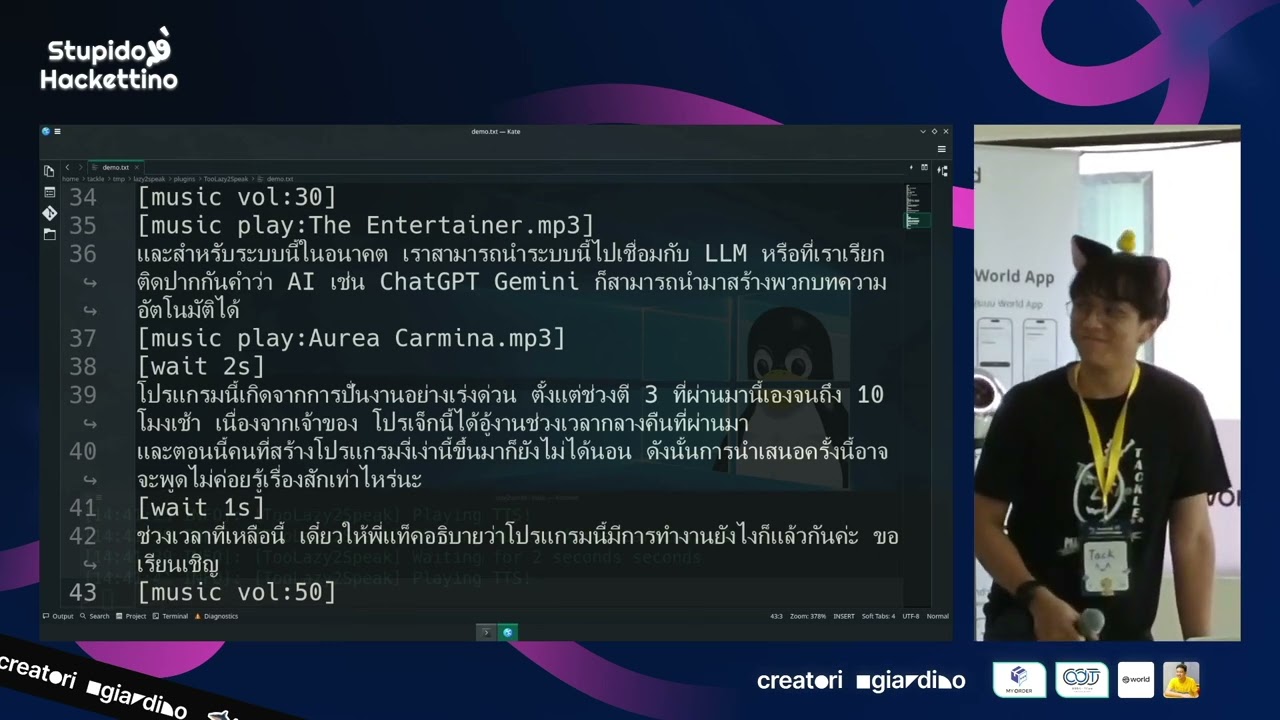 Stupido
Hackettino
demo.txt — Kate
demo.txt
home > tackle > tmp > lazy2speak > plugins > TooLazy2Speak > demo.txt
34 [music vol:30]
35 [music play:The Entertainer.mp3]
36 และสำหรับระบบนี้ในอนาคต เราสามารถนำระบบนี้ไปเชื่อมกับ LLM หรือที่เราเรียก
ติดปากกันคำว่า AI เช่น ChatGPT Gemini ก็สามารถนำมาสร้างพวกบทความ
อัตโนมัติได้
37 [music play:Aurea Carmina.mp3]
38 [wait 2s]
39 โปรแกรมนี้เกิดจากการปั่นงานอย่างเร่งด่วน ตั้งแต่ช่วงตี 3 ที่ผ่านมานี้เองจนถึง 10
โมงเช้า เนื่องจากเจ้าของ โปรเจ็กนี้ได้อู้งานช่วงเวลากลางคืนที่ผ่านมา
40 และตอนนี้คนที่สร้างโปรแกรมงี่เง่านี้ขึ้นมาก็ยังไม่ได้นอน ดังนั้นการนำเสนอครั้งนี้อาจ
จะพูดไม่ค่อยรู้เรื่องสักเท่าไหร่นะ
41 [wait 1s]
[TooLazy2Speak] Playing TTS!
42 ช่วงเวลาที่เหลือนี้ เดี๋ยวให้พี่แท็คอธิบายว่าโปรแกรมนี้มีการทำงานยังไงก็แล้วกันค่ะ ขอ
[TooLazy2Speak] Waiting for 2 seconds seconds
เรียนเชิญ
[TooLazy2Speak] Playing TTS!
43 [music vol:50]
Output Search Project Terminal Diagnostics
43:3 Zoom: 378% INSERT Soft Tabs: 4 UTF-8 Normal
World App
World App
TACKLE
Tack
creatori giardino
creatori giardino
MY ORDER
world